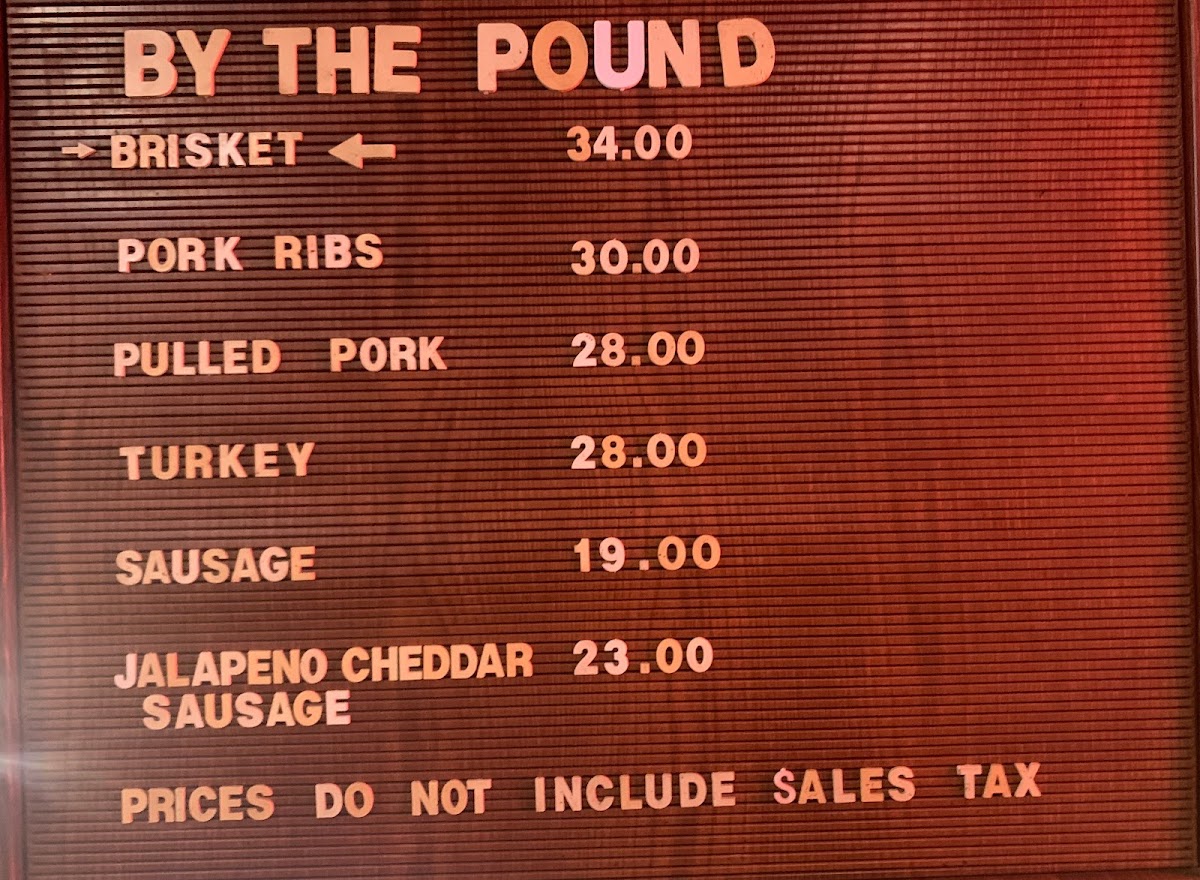 BY THE POUND
→ BRISKET ← 34.00
PORK RIBS 30.00
PULLED PORK 28.00
TURKEY 28.00
SAUSAGE 19.00
JALAPENO CHEDDAR 23.00
SAUSAGE
PRICES DO NOT INCLUDE $ALES TAX